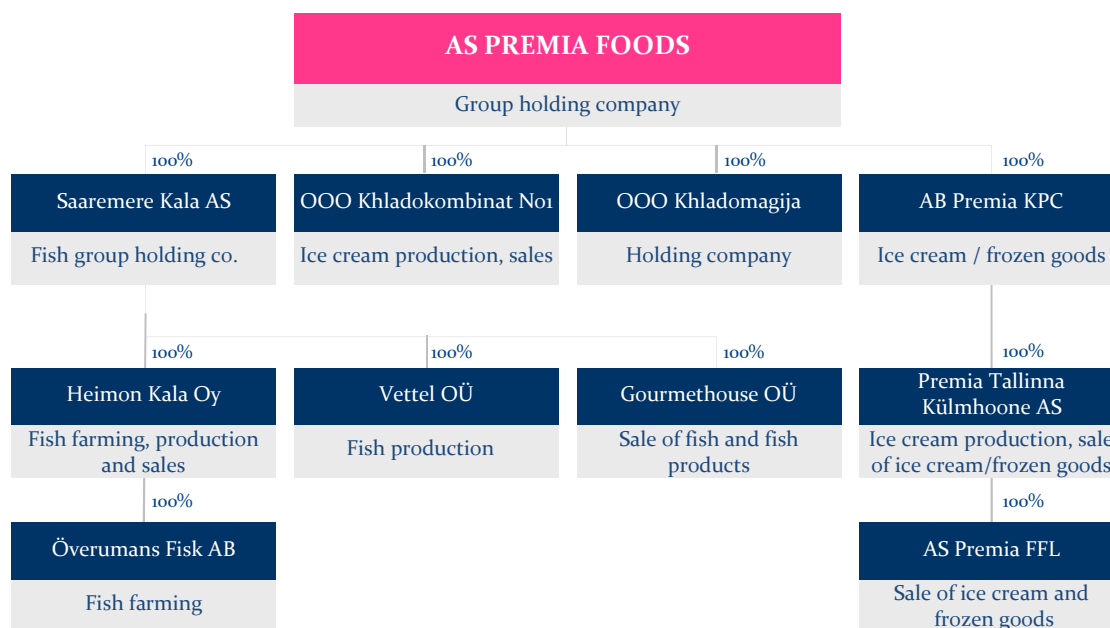 AS PREMIA FOODS
Group holding company
100%
100%
100%
100%
Saaremere Kala AS
OOO Khladokombinat No1
OOO Khladomagija
AB Premia KPC
Fish group holding co.
Ice cream production, sales
Holding company
Ice cream / frozen goods
100%
100%
100%
100%
Heimon Kala Oy
Vettel OÜ
Gourmethouse OÜ
Premia Tallinna
Külmhoone AS
Fish farming, production
and sales
Fish production
Sale of fish and fish
products
Ice cream production, sale
of ice cream/frozen goods
100%
100%
Överumans Fisk AB
AS Premia FFL
Fish farming
Sale of ice cream and
frozen goods